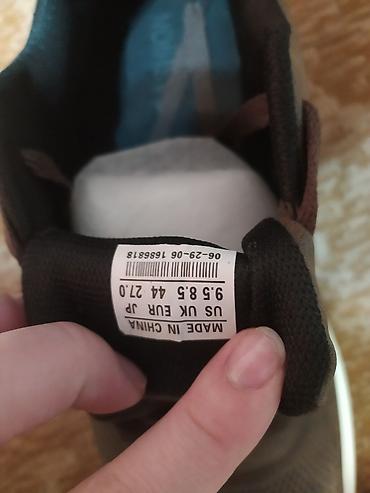 MADE IN CHINA
US UK EUR JP
9.5 8.5 44 27.0
06-29-06 1686818